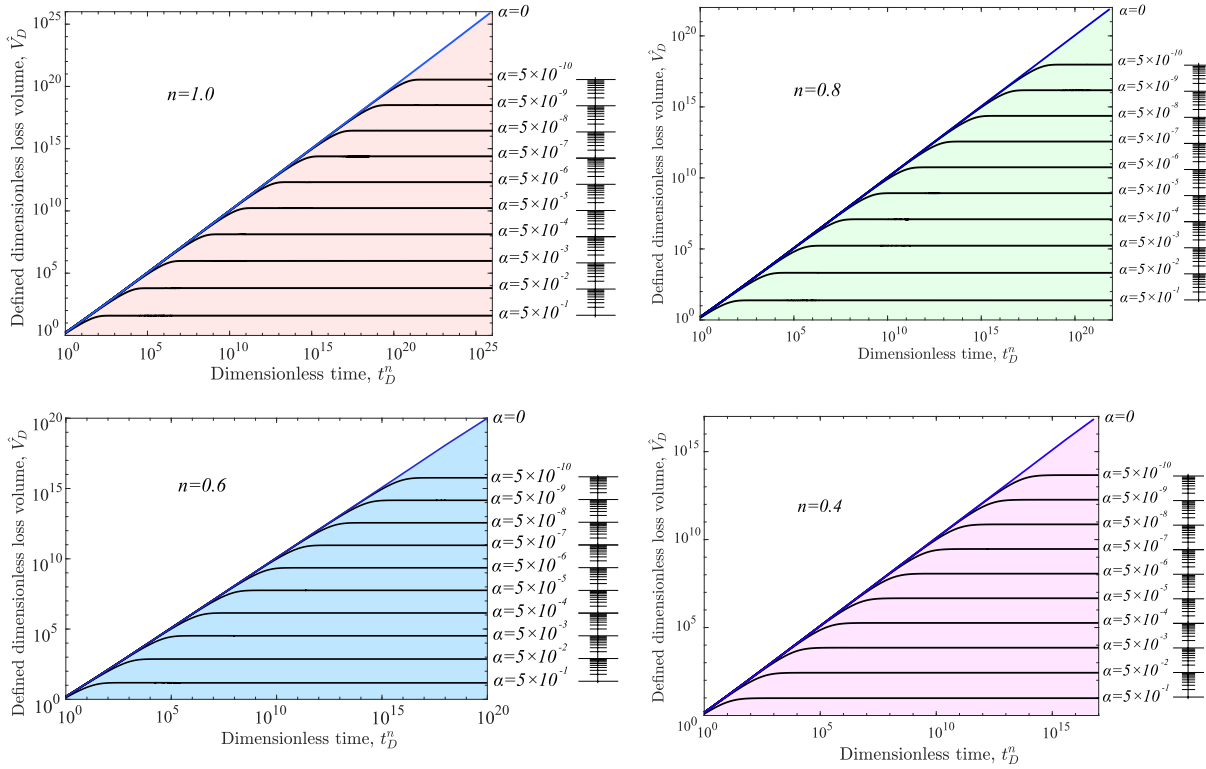 Defined dimensionless loss volume, V̂_D
10^25
10^20
10^15
10^10
10^5
10^0
n=1.0
α=0
α=5×10^-10
α=5×10^-9
α=5×10^-8
α=5×10^-7
α=5×10^-6
α=5×10^-5
α=5×10^-4
α=5×10^-3
α=5×10^-2
α=5×10^-1
10^0 10^5 10^10 10^15 10^20 10^25
Dimensionless time, t_D^n
Defined dimensionless loss volume, V̂_D
10^20
10^15
10^10
10^5
10^0
n=0.8
α=0
α=5×10^-10
α=5×10^-9
α=5×10^-8
α=5×10^-7
α=5×10^-6
α=5×10^-5
α=5×10^-4
α=5×10^-3
α=5×10^-2
α=5×10^-1
10^0 10^5 10^10 10^15 10^20
Dimensionless time, t_D^n
Defined dimensionless loss volume, V̂_D
10^20
10^15
10^10
10^5
10^0
n=0.6
α=0
α=5×10^-10
α=5×10^-9
α=5×10^-8
α=5×10^-7
α=5×10^-6
α=5×10^-5
α=5×10^-4
α=5×10^-3
α=5×10^-2
α=5×10^-1
10^0 10^5 10^10 10^15 10^20
Dimensionless time, t_D^n
Defined dimensionless loss volume, V̂_D
10^15
10^10
10^5
10^0
n=0.4
α=0
α=5×10^-10
α=5×10^-9
α=5×10^-8
α=5×10^-7
α=5×10^-6
α=5×10^-5
α=5×10^-4
α=5×10^-3
α=5×10^-2
α=5×10^-1
10^0 10^5 10^10 10^15
Dimensionless time, t_D^n